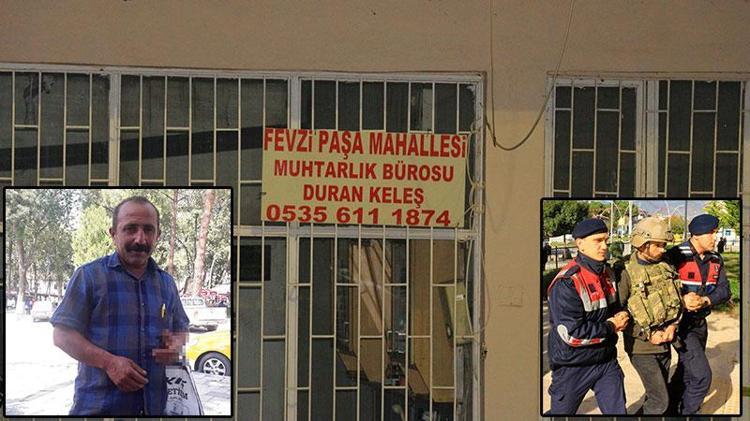 FEVZİ PAŞA MAHALLESİ
MUHTARLIK BÜROSU
DURAN KELEŞ
0535 611 1874